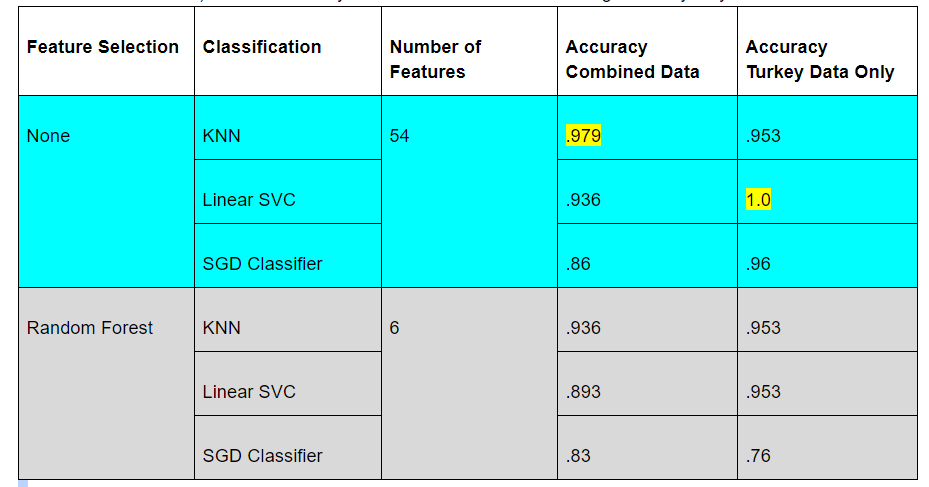 Feature Selection Classification Number of Features Accuracy Combined Data Accuracy Turkey Data Only
None KNN 54 .979 .953
Linear SVC .936 1.0
SGD Classifier .86 .96
Random Forest KNN 6 .936 .953
Linear SVC .893 .953
SGD Classifier .83 .76